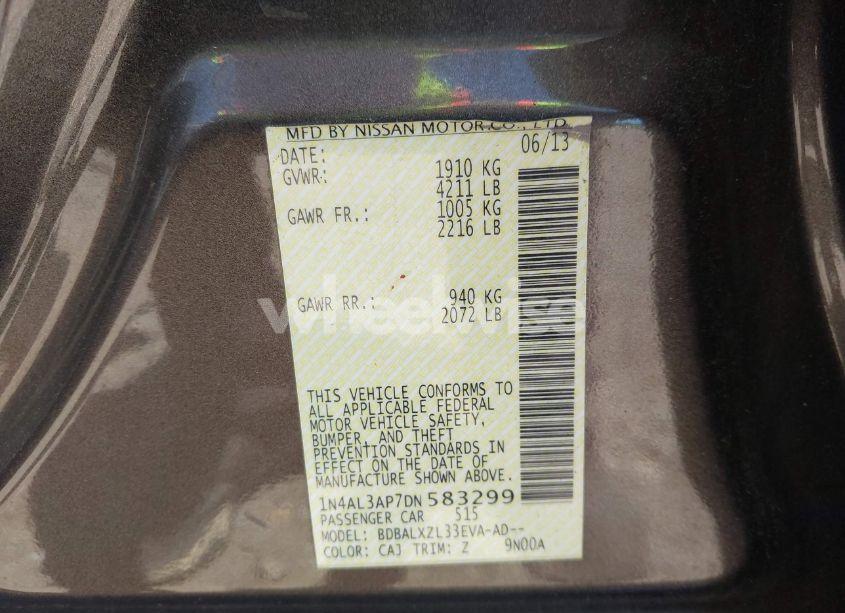 MFD BY NISSAN MOTOR CO., LTD.
DATE: 06/13
GVWR: 1910 KG
4211 LB
GAWR FR.: 1005 KG
2216 LB
GAWR RR.: 940 KG
2072 LB
wheelwise
THIS VEHICLE CONFORMS TO
ALL APPLICABLE FEDERAL
MOTOR VEHICLE SAFETY,
BUMPER, AND THEFT
PREVENTION STANDARDS IN
EFFECT ON THE DATE OF
MANUFACTURE SHOWN ABOVE.
1N4AL3AP7DN583299
PASSENGER CAR 515
MODEL: BDBALXZL33EVA-AD--
COLOR: CAJ TRIM: Z 9N00A